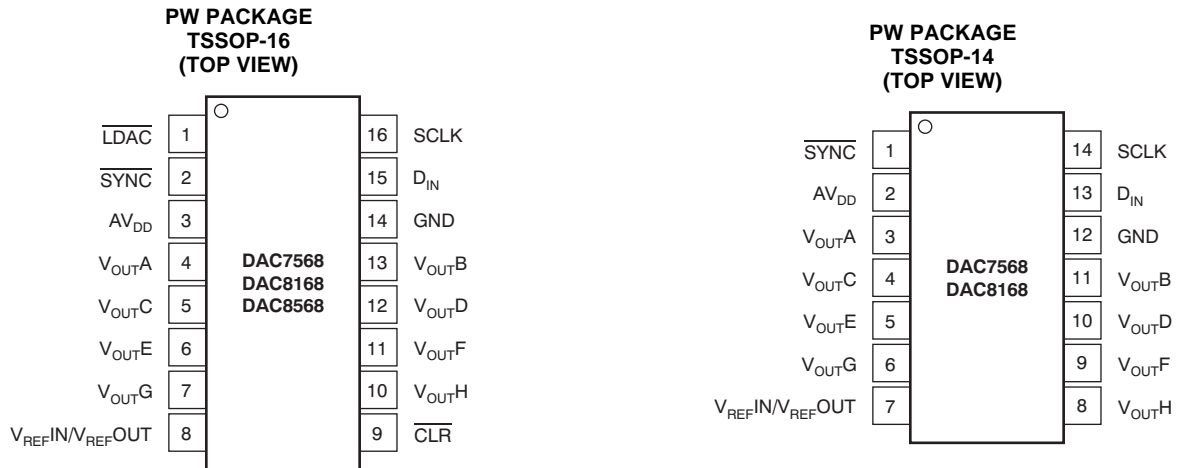 PW PACKAGE
TSSOP-16
(TOP VIEW)
LDAC 1 16 SCLK
SYNC 2 15 DIN
AVDD 3 14 GND
VOUTA 4 13 VOUTB
VOUTC 5 12 VOUTD
VOUTE 6 11 VOUTF
VOUTG 7 10 VOUTH
VREFIN/VREFOUT 8 9 CLR
DAC7568
DAC8168
DAC8568
PW PACKAGE
TSSOP-14
(TOP VIEW)
SYNC 1 14 SCLK
AVDD 2 13 DIN
VOUTA 3 12 GND
VOUTC 4 11 VOUTB
VOUTE 5 10 VOUTD
VOUTG 6 9 VOUTF
VREFIN/VREFOUT 7 8 VOUTH
DAC7568
DAC8168